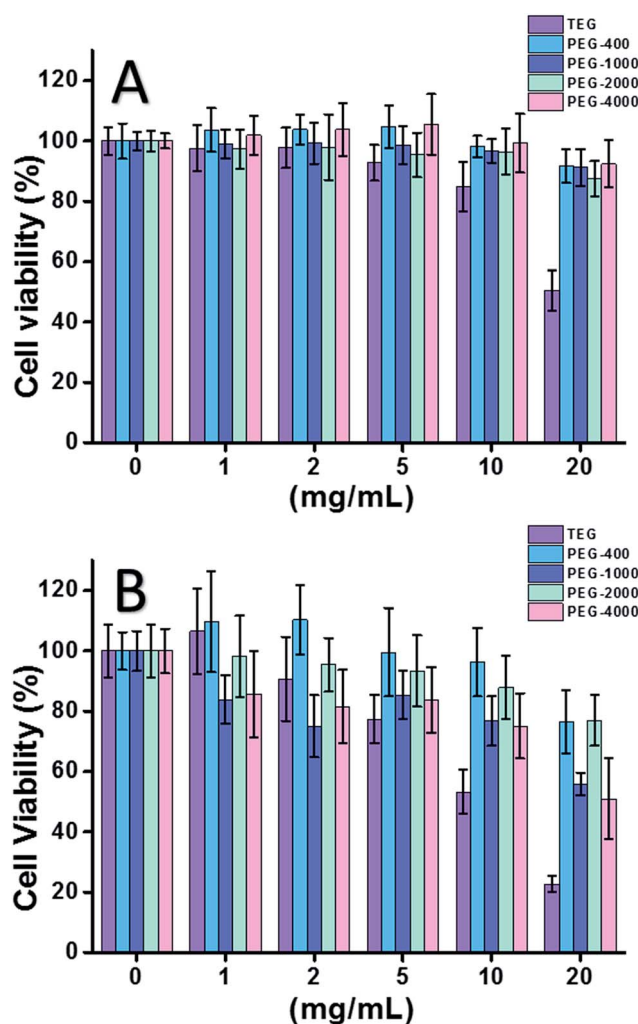 A
TEG
PEG-400
PEG-1000
PEG-2000
PEG-4000
Cell viability (%)
120
100
80
60
40
20
0
0 1 2 5 10 20
(mg/mL)
B
TEG
PEG-400
PEG-1000
PEG-2000
PEG-4000
Cell Viability (%)
120
100
80
60
40
20
0
0 1 2 5 10 20
(mg/mL)